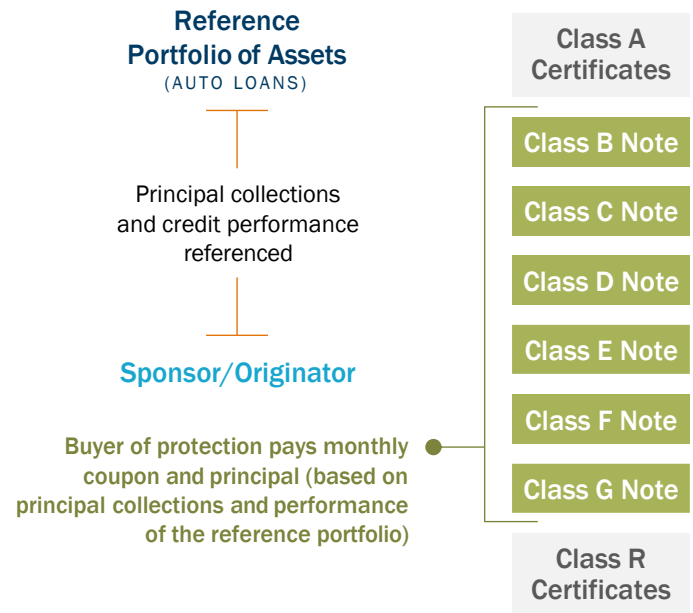 Reference
Portfolio of Assets
(AUTO LOANS)
Principal collections
and credit performance
referenced
Sponsor/Originator
Buyer of protection pays monthly
coupon and principal (based on
principal collections and performance
of the reference portfolio)
Class A
Certificates
Class B Note
Class C Note
Class D Note
Class E Note
Class F Note
Class G Note
Class R
Certificates